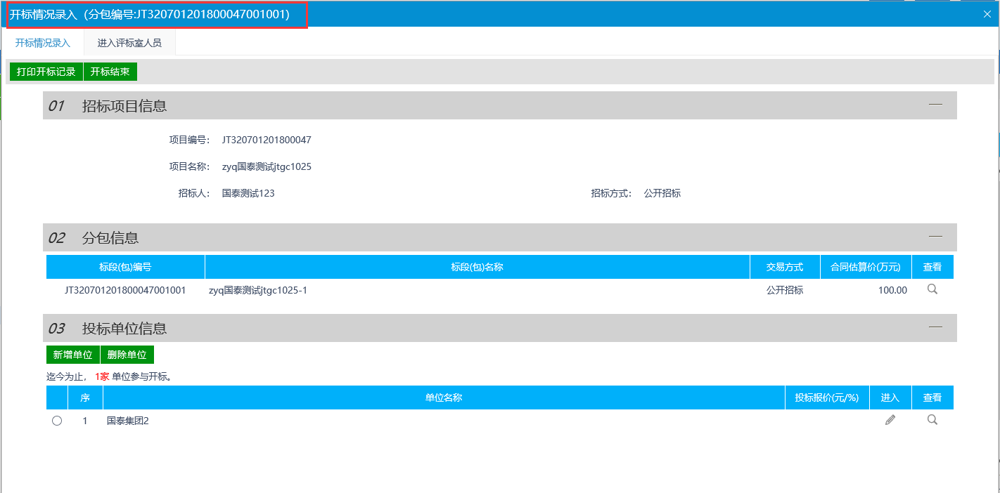 开标情况录入（分包编号:JT320701201800047001001）
开标情况录入 进入评标室人员
打印开标记录 开标结束
01 招标项目信息
项目编号： JT320701201800047
项目名称： zyq国泰测试jtgc1025
招标人： 国泰测试123 招标方式： 公开招标
02 分包信息
标段(包)编号 标段(包)名称 交易方式 合同估算价(万元) 查看
JT320701201800047001001 zyq国泰测试jtgc1025-1 公开招标 100.00
03 投标单位信息
新增单位 删除单位
迄今为止， 1家 单位参与开标。
序 单位名称 投标报价(元/%) 进入 查看
1 国泰集团2